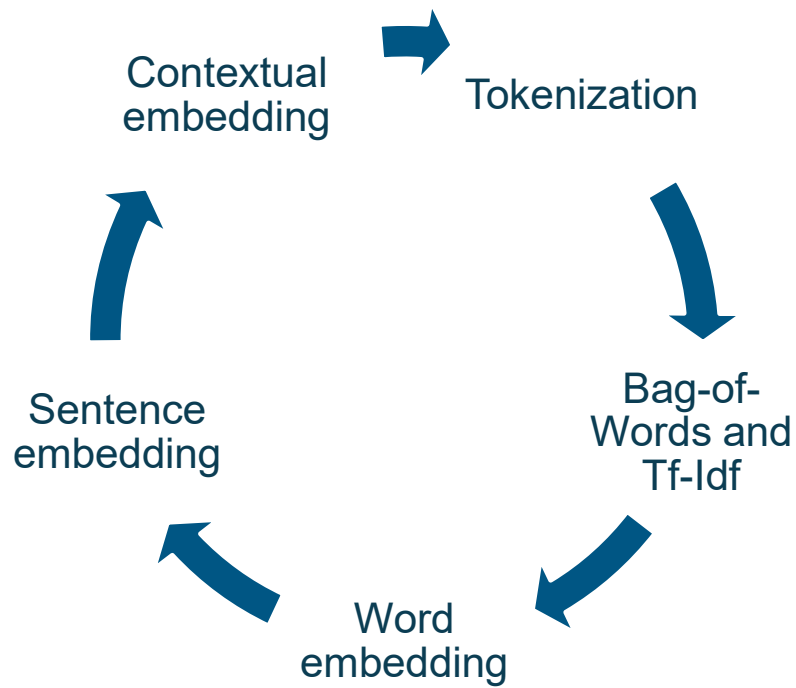 Contextual
embedding
Tokenization
Bag-of-
Words and
Tf-Idf
Word
embedding
Sentence
embedding